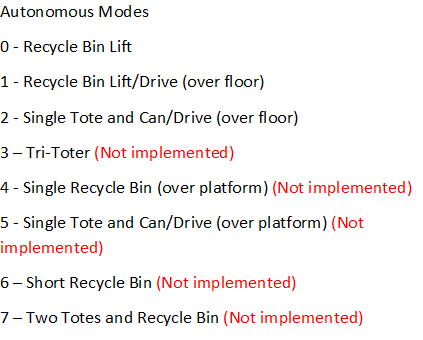 Autonomous Modes
0 - Recycle Bin Lift
1 - Recycle Bin Lift/Drive (over floor)
2 - Single Tote and Can/Drive (over floor)
3 – Tri-Toter (Not implemented)
4 - Single Recycle Bin (over platform) (Not implemented)
5 - Single Tote and Can/Drive (over platform) (Not
implemented)
6 – Short Recycle Bin (Not implemented)
7 – Two Totes and Recycle Bin (Not implemented)